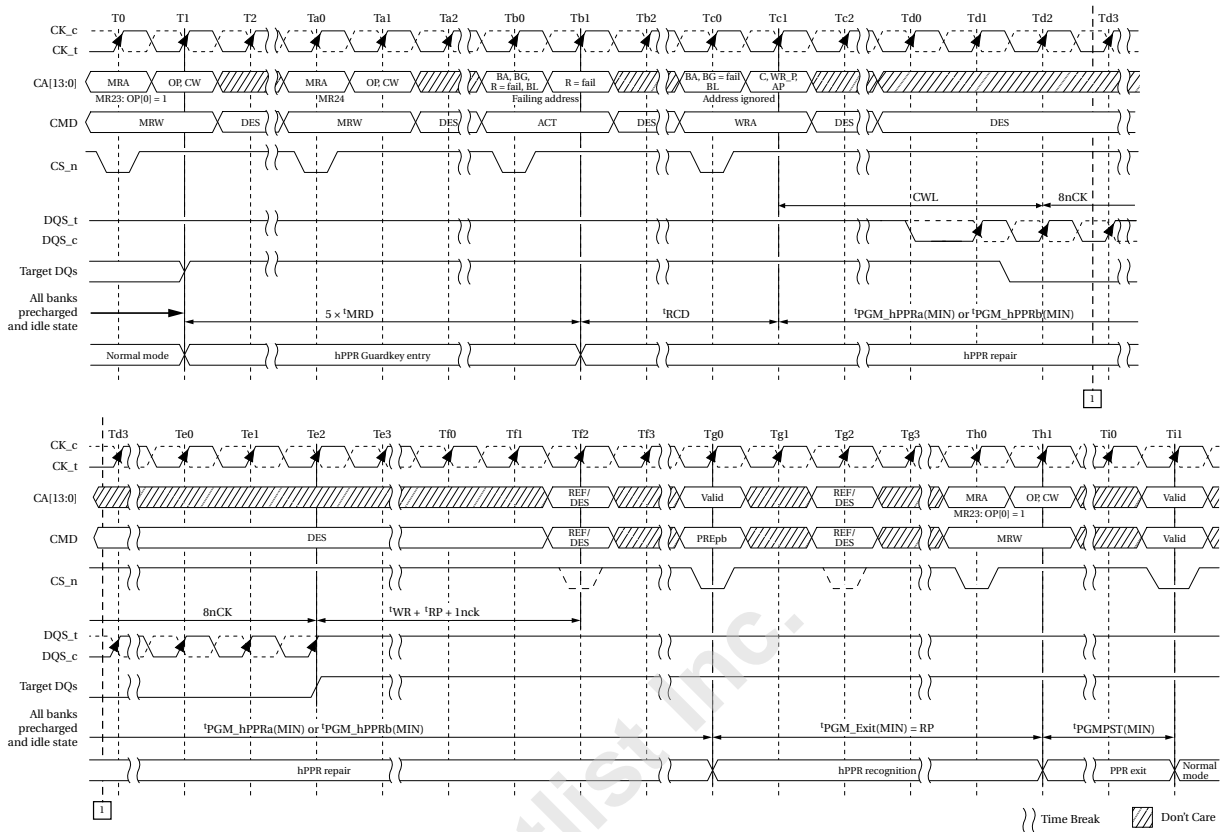 T0 T1 T2 Ta0 Ta1 Ta2 Tb0 Tb1 Tb2 Tc0 Tc1 Tc2 Td0 Td1 Td2 Td3
CK_c
CK_t
CA[13:0] MRA OP, CW MRA OP, CW BA, BG, R = fail, BL R = fail BA, BG = fail BL C, WR_P, AP
MR23: OP[0] = 1 MR24 Failing address Address ignored
CMD MRW DES MRW DES ACT DES WRA DES DES
CS_n
CWL 8nCK
DQS_t
DQS_c
Target DQs
All banks
precharged
and idle state
5 × tMRD tRCD tPGM_hPPRa(MIN) or tPGM_hPPRb(MIN)
Normal mode hPPR Guardkey entry hPPR repair
1
Td3 Te0 Te1 Te2 Te3 Tf0 Tf1 Tf2 Tf3 Tg0 Tg1 Tg2 Tg3 Th0 Th1 Ti0 Ti1
CK_c
CK_t
CA[13:0] REF/ DES Valid REF/ DES MRA OP, CW Valid
MR23: OP[0] = 1
CMD DES REF/ DES PREpb REF/ DES MRW Valid
CS_n
8nCK tWR + tRP + 1nck
DQS_t
DQS_c
Target DQs
All banks
precharged
and idle state
tPGM_hPPRa(MIN) or tPGM_hPPRb(MIN) tPGM_Exit(MIN) = RP tPGMPST(MIN)
hPPR repair hPPR recognition PPR exit Normal mode
1
Time Break Don't Care
tlist inc.